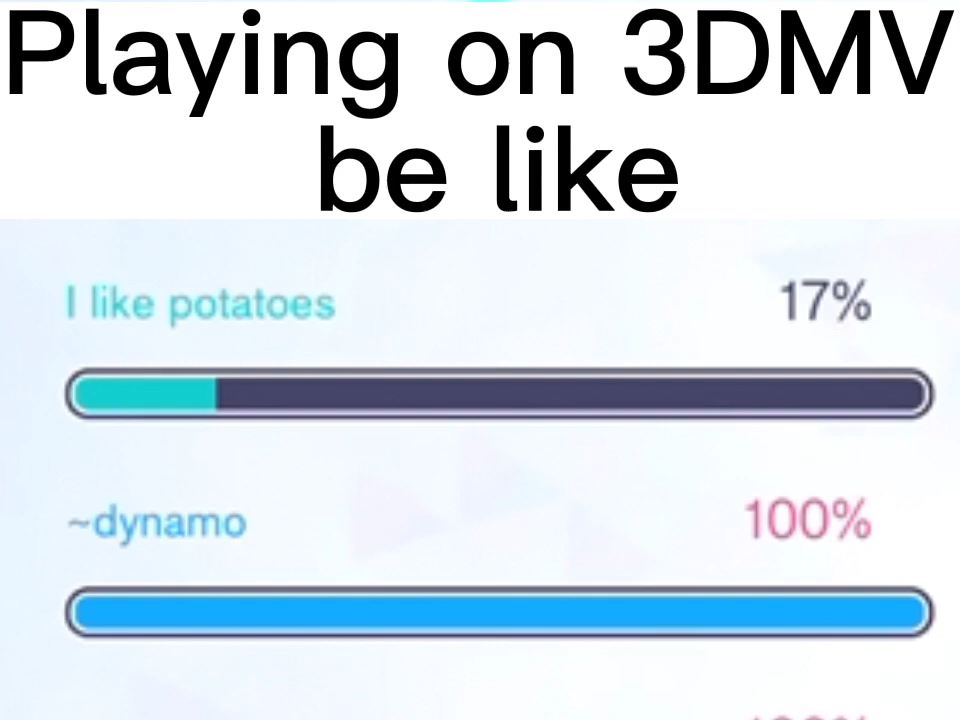 Playing on 3DMV
be like
I like potatoes 17%
~dynamo 100%